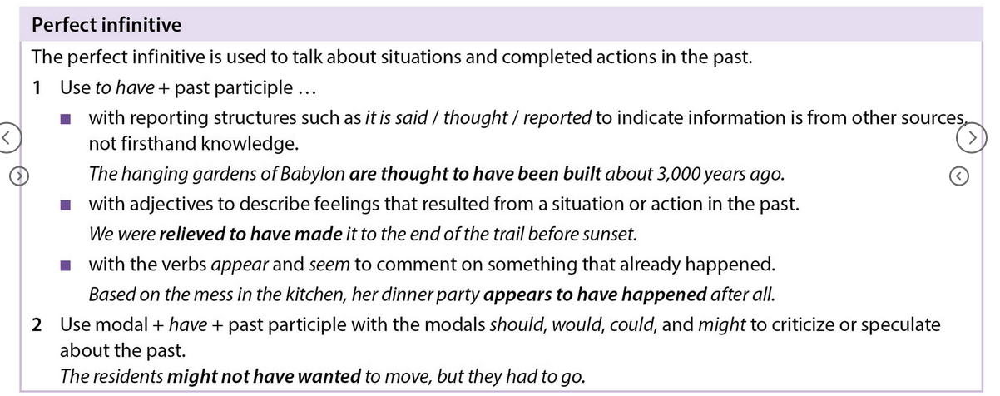 Perfect infinitive
The perfect infinitive is used to talk about situations and completed actions in the past.
1 Use to have + past participle …
■ with reporting structures such as it is said / thought / reported to indicate information is from other sources,
not firsthand knowledge.
The hanging gardens of Babylon are thought to have been built about 3,000 years ago.
■ with adjectives to describe feelings that resulted from a situation or action in the past.
We were relieved to have made it to the end of the trail before sunset.
■ with the verbs appear and seem to comment on something that already happened.
Based on the mess in the kitchen, her dinner party appears to have happened after all.
2 Use modal + have + past participle with the modals should, would, could, and might to criticize or speculate
about the past.
The residents might not have wanted to move, but they had to go.